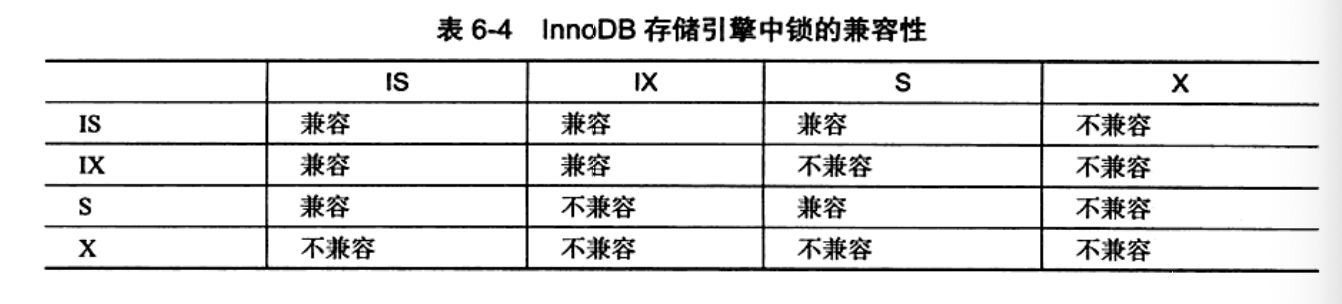 表 6-4 InnoDB 存储引擎中锁的兼容性
IS IX S X
IS 兼容 兼容 兼容 不兼容
IX 兼容 兼容 不兼容 不兼容
S 兼容 不兼容 兼容 不兼容
X 不兼容 不兼容 不兼容 不兼容